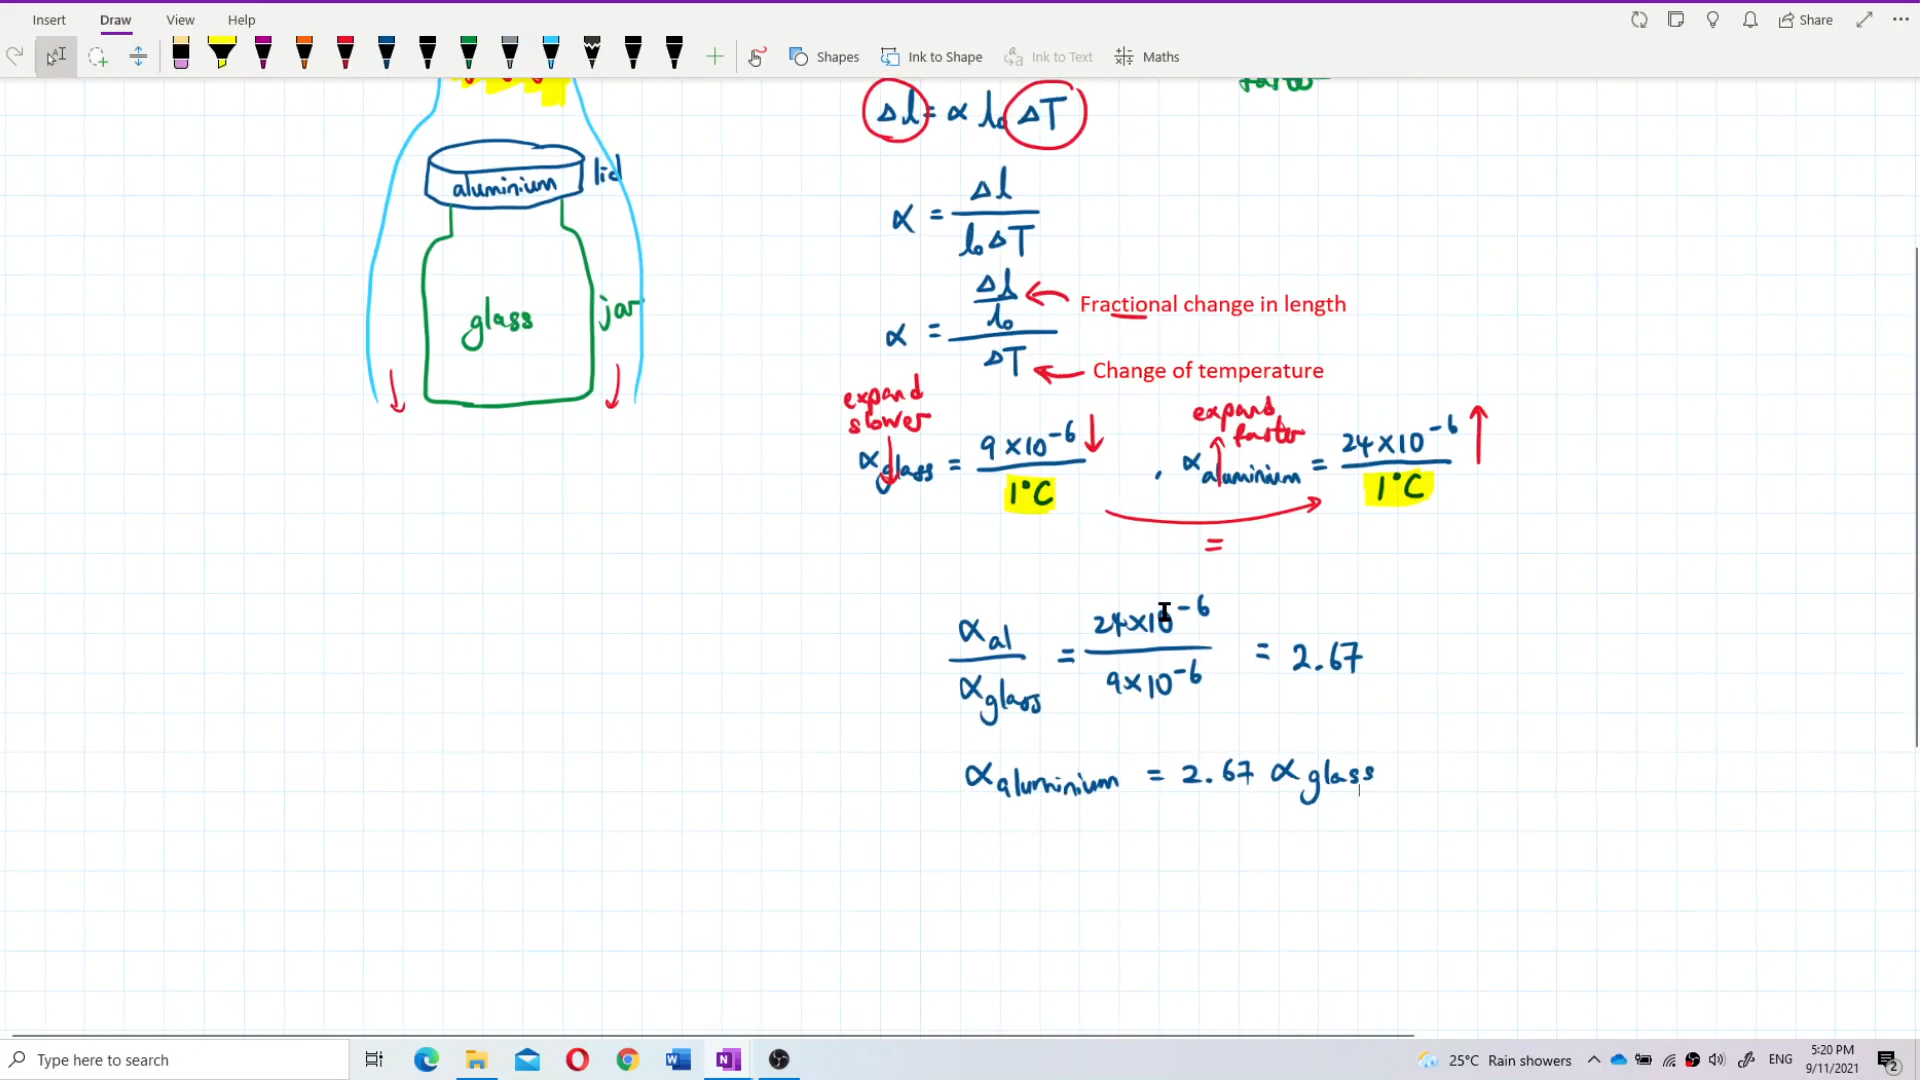 Insert Draw View Help
Share
Shapes Ink to Shape Ink to Text Maths
faster
Δl = α l₀ ΔT
aluminium lid
α = Δl / l₀ΔT
glass jar
α = Δl/l₀ / ΔT
Fractional change in length
Change of temperature
expand slower
expand faster
α glass = 9×10⁻⁶ / 1°C , α aluminium = 24×10⁻⁶ / 1°C
=
α al / α glass = 24×10⁻⁶ / 9×10⁻⁶ = 2.67
α aluminium = 2.67 α glass
Type here to search
25°C Rain showers
ENG
5:20 PM
9/11/2021
2